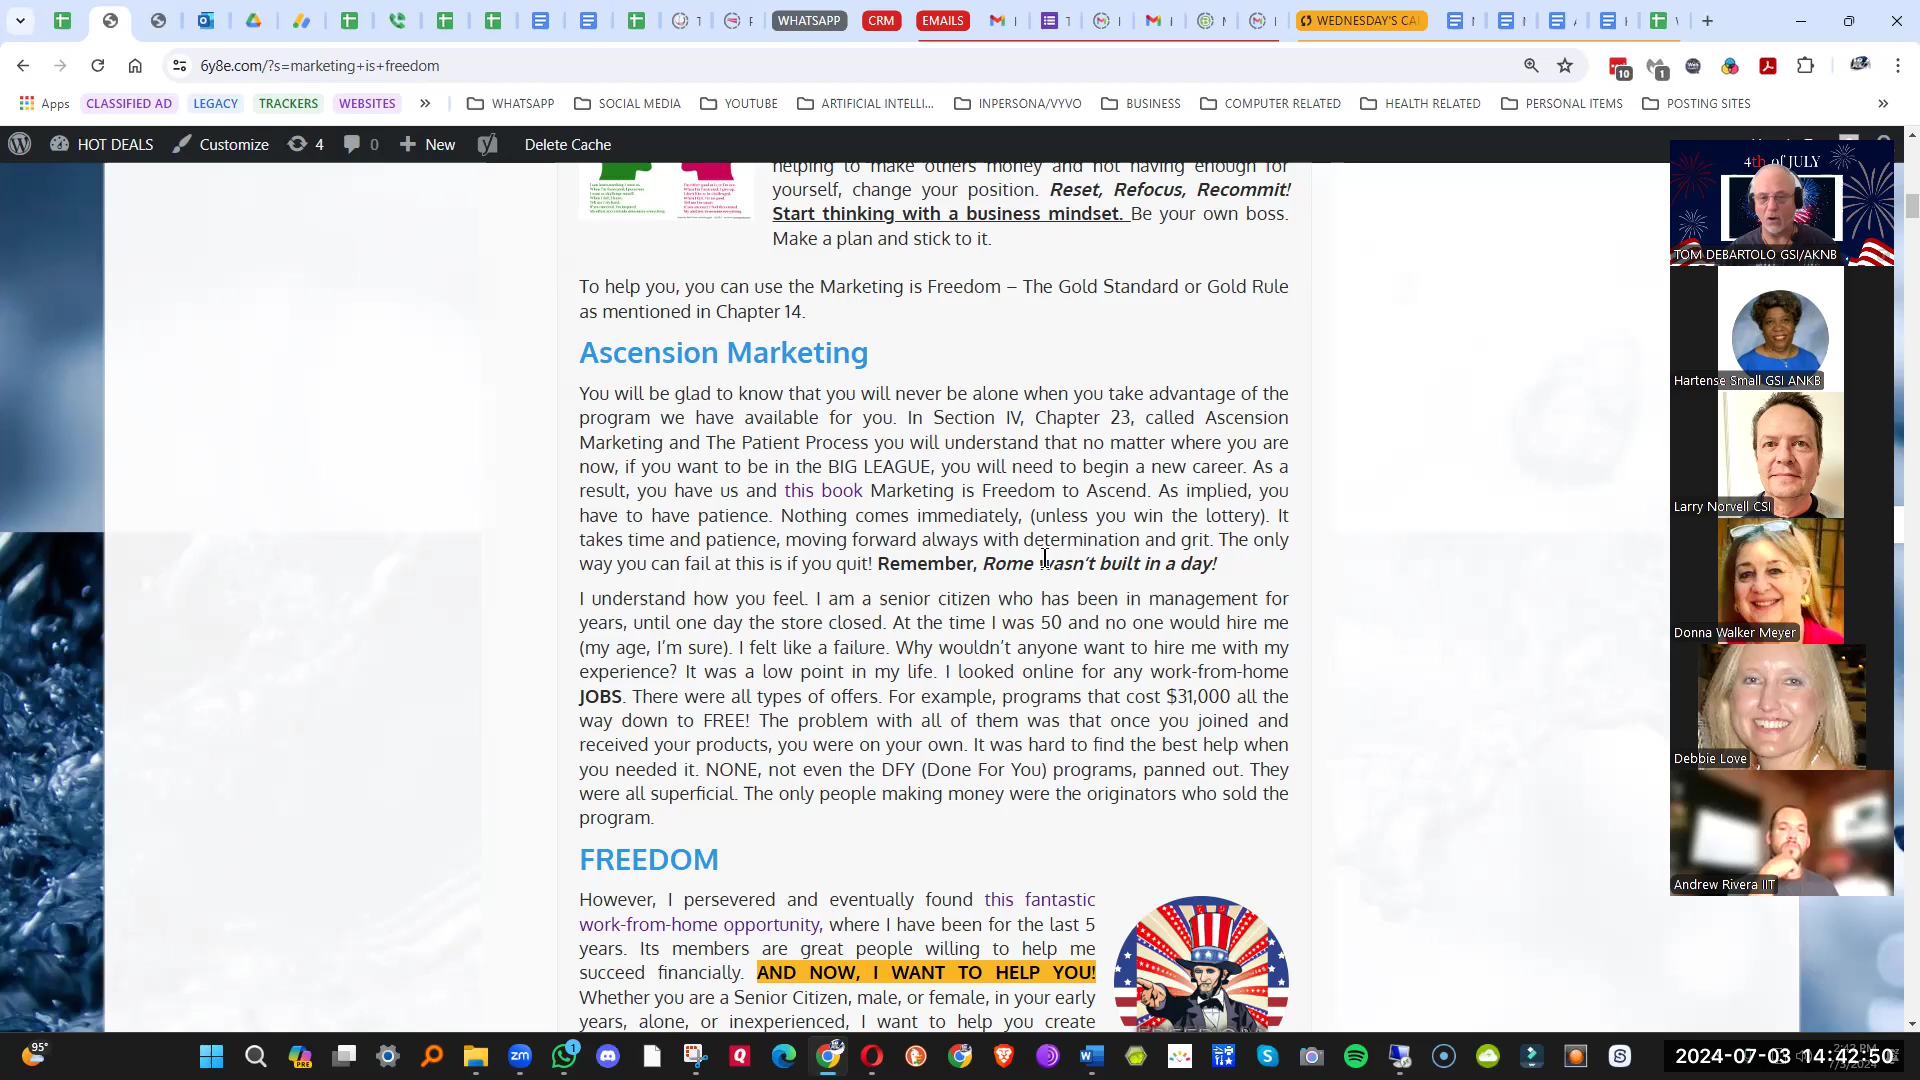 WHATSAPP
CRM
EMAILS
WEDNESDAY'S CA
6y8e.com/?s=marketing+is+freedom
10
1
Apps
CLASSIFIED AD
LEGACY
TRACKERS
WEBSITES
WHATSAPP
SOCIAL MEDIA
YOUTUBE
ARTIFICIAL INTELLI...
INPERSONA/VYVO
BUSINESS
COMPUTER RELATED
HEALTH RELATED
PERSONAL ITEMS
POSTING SITES
HOT DEALS
Customize
4
0
New
Delete Cache
helping to make others money and not having enough for
yourself, change your position. Reset, Refocus, Recommit!
Start thinking with a business mindset. Be your own boss.
Make a plan and stick to it.
To help you, you can use the Marketing is Freedom – The Gold Standard or Gold Rule
as mentioned in Chapter 14.
Ascension Marketing
You will be glad to know that you will never be alone when you take advantage of the
program we have available for you. In Section IV, Chapter 23, called Ascension
Marketing and The Patient Process you will understand that no matter where you are
now, if you want to be in the BIG LEAGUE, you will need to begin a new career. As a
result, you have us and this book Marketing is Freedom to Ascend. As implied, you
have to have patience. Nothing comes immediately, (unless you win the lottery). It
takes time and patience, moving forward always with determination and grit. The only
way you can fail at this is if you quit! Remember, Rome wasn't built in a day!
I understand how you feel. I am a senior citizen who has been in management for
years, until one day the store closed. At the time I was 50 and no one would hire me
(my age, I'm sure). I felt like a failure. Why wouldn't anyone want to hire me with my
experience? It was a low point in my life. I looked online for any work-from-home
JOBS. There were all types of offers. For example, programs that cost $31,000 all the
way down to FREE! The problem with all of them was that once you joined and
received your products, you were on your own. It was hard to find the best help when
you needed it. NONE, not even the DFY (Done For You) programs, panned out. They
were all superficial. The only people making money were the originators who sold the
program.
FREEDOM
However, I persevered and eventually found this fantastic
work-from-home opportunity, where I have been for the last 5
years. Its members are great people willing to help me
succeed financially. AND NOW, I WANT TO HELP YOU!
Whether you are a Senior Citizen, male, or female, in your early
years, alone, or inexperienced, I want to help you create
4th of JULY
TOM DEBARTOLO GSI/AKNB
Hartense Small GSI ANKB
Larry Norvell CSI
Donna Walker Meyer
Debbie Love
Andrew Rivera IIT
95°
1
2024-07-03 14:42:50